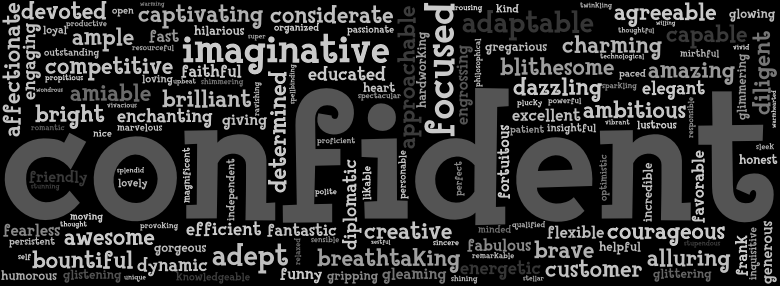 affectionate
devoted
open
warming
captivating
considerate
approachable
focused
rousing
Kind
twinkling
agreeable
glowing
productive
loyal
ample
fast
hilarious
organized
passionate
adaptable
thoughtful
willing
capable
engaging
outstanding
resourceful
super
imaginative
hardworking
engrossing
philosophical
gregarious
charming
technological
mirthful
vivid
diligent
competitive
propitious
loving
faithful
upbeat
shimmering
spellbinding
educated
blithesome
paced
amazing
glimmering
wondrous
amiable
vivacious
brilliant
ravishing
determined
heart
spectacular
dazzling
sparkling
elegant
bright
enchanting
giving
plucky
powerful
excellent
ambitious
romantic
nice
marvelous
patient
insightful
vibrant
lustrous
responsible
proficient
confident
sleek
honest
friendly
stunning
splendid
lovely
magnificent
independent
polite
diplomatic
likable
personable
perfect
fortuitous
optimistic
incredible
favorable
moving
thought
provoking
fearless
persistent
awesome
efficient
fantastic
sensible
restful
creative
sincere
minded
qualified
flexible
courageous
stupendous
frank
inquisitive
generous
self
bountiful
gorgeous
dynamic
adept
relaxed
breathtaKing
fabulous
remarKable
brave
helpful
alluring
humorous
glistening
unique
Knowledgeable
funny
gripping
gleaming
shining
energetic
stellar
customer
glittering